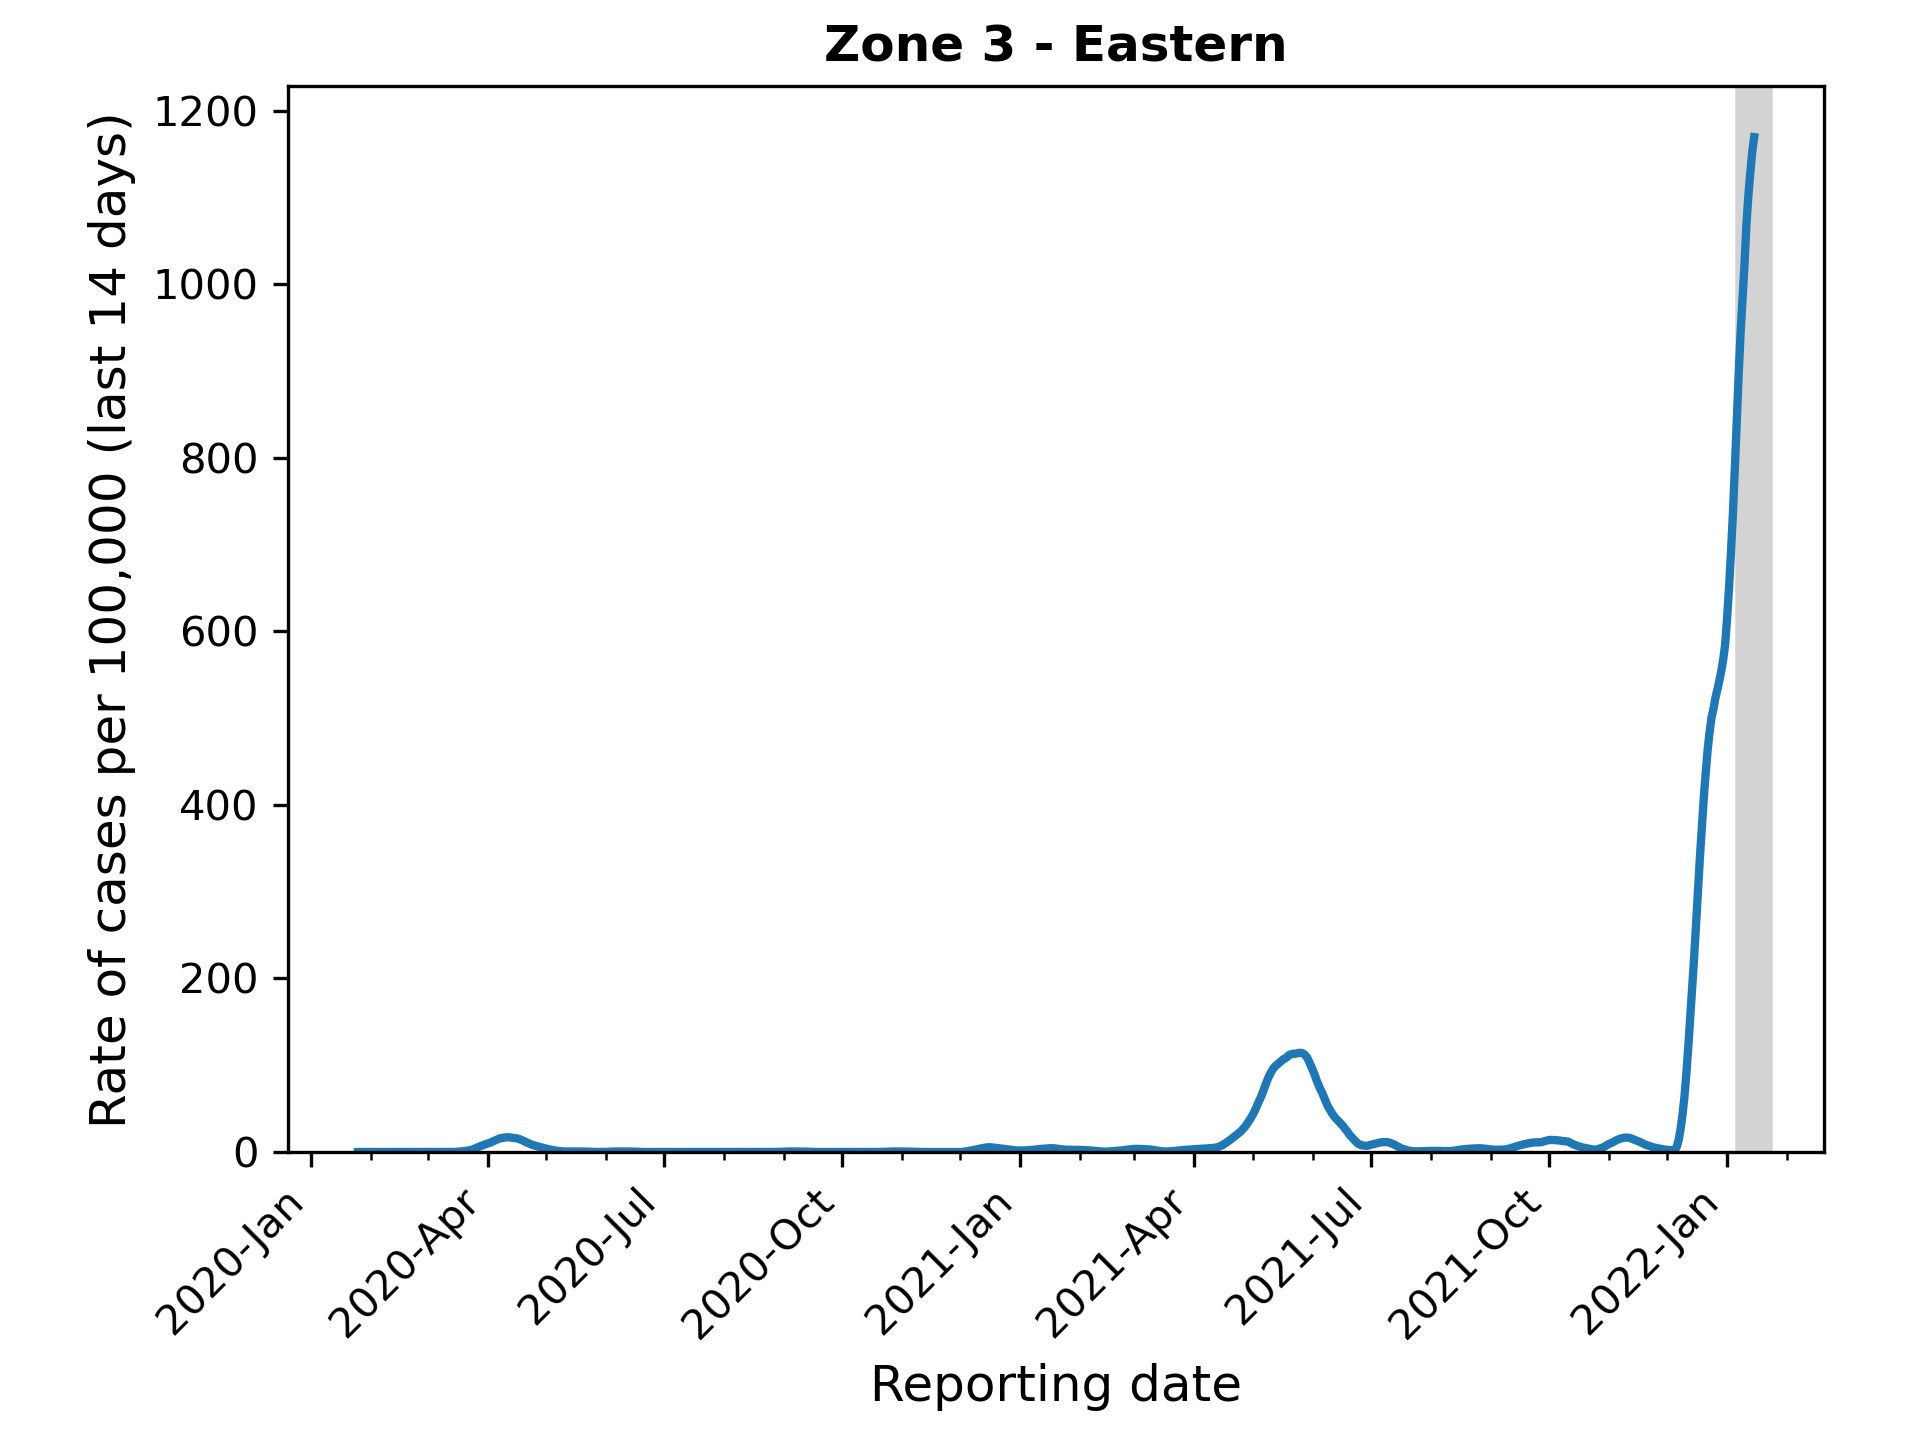 Zone 3 - Eastern
Rate of cases per 100,000 (last 14 days)
1200
1000
800
600
400
200
0
2020-Jan
2020-Apr
2020-Jul
2020-Oct
2021-Jan
2021-Apr
2021-Jul
2021-Oct
2022-Jan
Reporting date